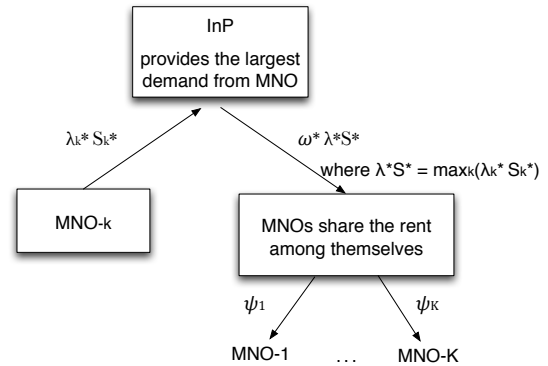 InP
provides the largest
demand from MNO
λk* Sk*
ω* λ*S*
where λ*S* = maxk(λk* Sk*)
MNO-k
MNOs share the rent
among themselves
ψ1
ψK
MNO-1 ... MNO-K